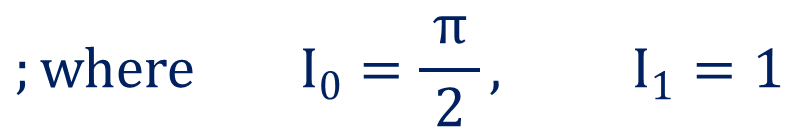 ; where I₀ = π/2, I₁ = 1